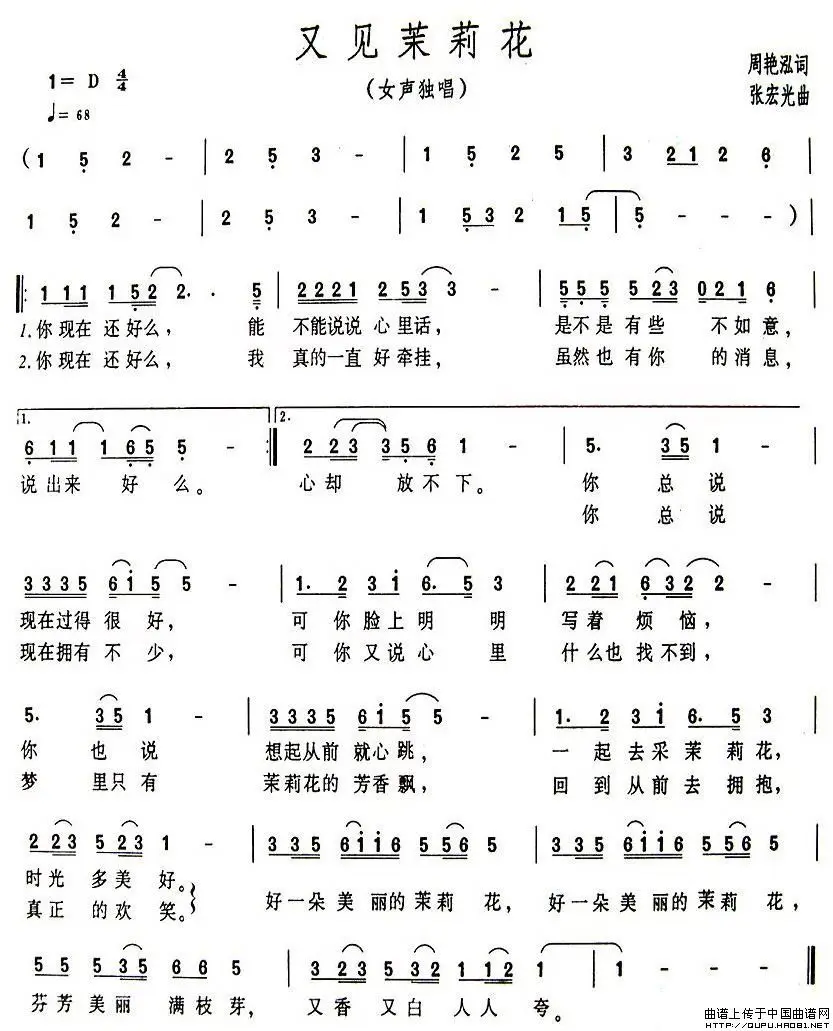 又见茉莉花
1= D 4/4
(女声独唱)
周艳泓词
张宏光曲
♩= 68
( 1 5 2 - | 2 5 3 - | 1 5 2 5 | 3 2 1 2 6 |
1 5 2 - | 2 5 3 - | 1 5 3 2 1 5 | 5 - - - ) |
1 1 1 1 5 2 2 · · 5 | 2 2 2 1 2 5 3 3 - | 5 5 5 5 2 3 0 2 1 6 |
1.你现在还好么, 能 不能说说心里话, 是不是有些 不如意,
2.你现在还好么, 我 真的一直好牵挂, 虽然也有你 的消息,
1. 2.
6 1 1 1 6 5 5 - :| 2 2 3 3 5 6 1 - | 5· 3 5 1 - |
说出来 好 么。 心却 放不下。 你 总 说
你 总 说
3 3 3 5 6 1 5 5 - | 1· 2 3 1 6· 5 3 | 2 2 1 6 3 2 2 - |
现在过得很好, 可你脸上明 明 写着 烦恼,
现在拥有不少, 可你又说心 里 什么也找不到,
5· 3 5 1 - | 3 3 3 5 6 1 5 5 - | 1· 2 3 1 6· 5 3 |
你 也 说 想起从前就心跳, 一起去采茉莉花,
梦 里只有 茉莉花的芳香飘, 回到从前去拥抱,
2 2 3 5 2 3 1 - | 3 3 5 6 1 1 6 5 5 6 5 | 3 3 5 6 1 1 6 5 5 6 5 |
时光多美好。
真正的欢笑。
好一朵美丽的茉莉花, 好一朵美丽的茉莉花,
5 5 5 3 5 6 6 5 | 3 2 3 5 3 2 1 1 2 1 | 1 - - - |
芬芳美丽满枝芽, 又香又白人人夸。
曲谱上传于中国曲谱网
HTTP://QUPU.HAO81.NET